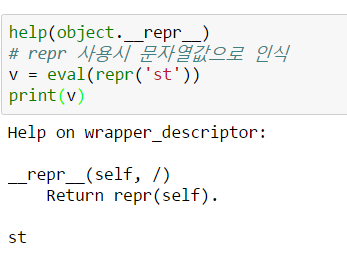 help(object.__repr__)
# repr 사용시 문자열값으로 인식
v = eval(repr('st'))
print(v)
Help on wrapper_descriptor:
__repr__(self, /)
    Return repr(self).
st